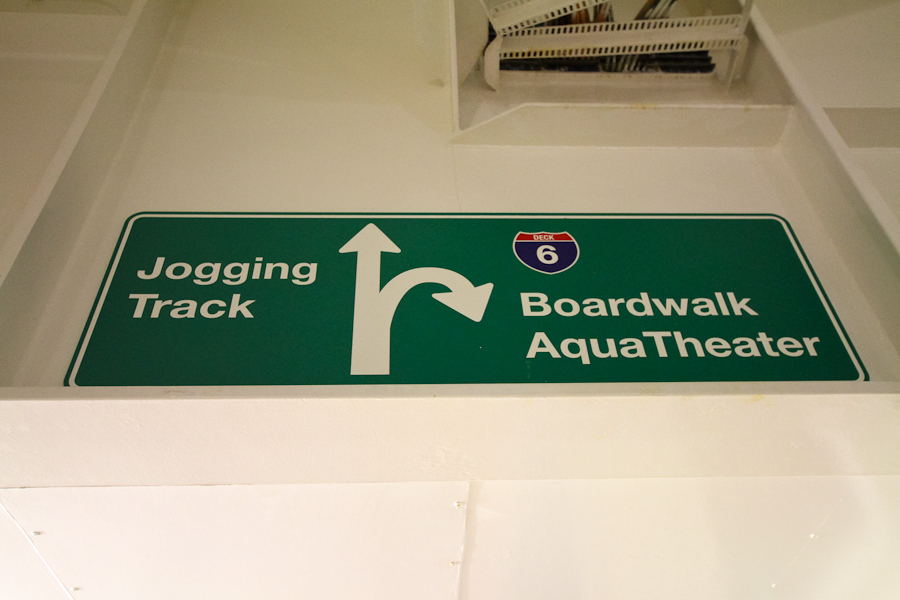 Jogging
Track
DECK
6
Boardwalk
AquaTheater